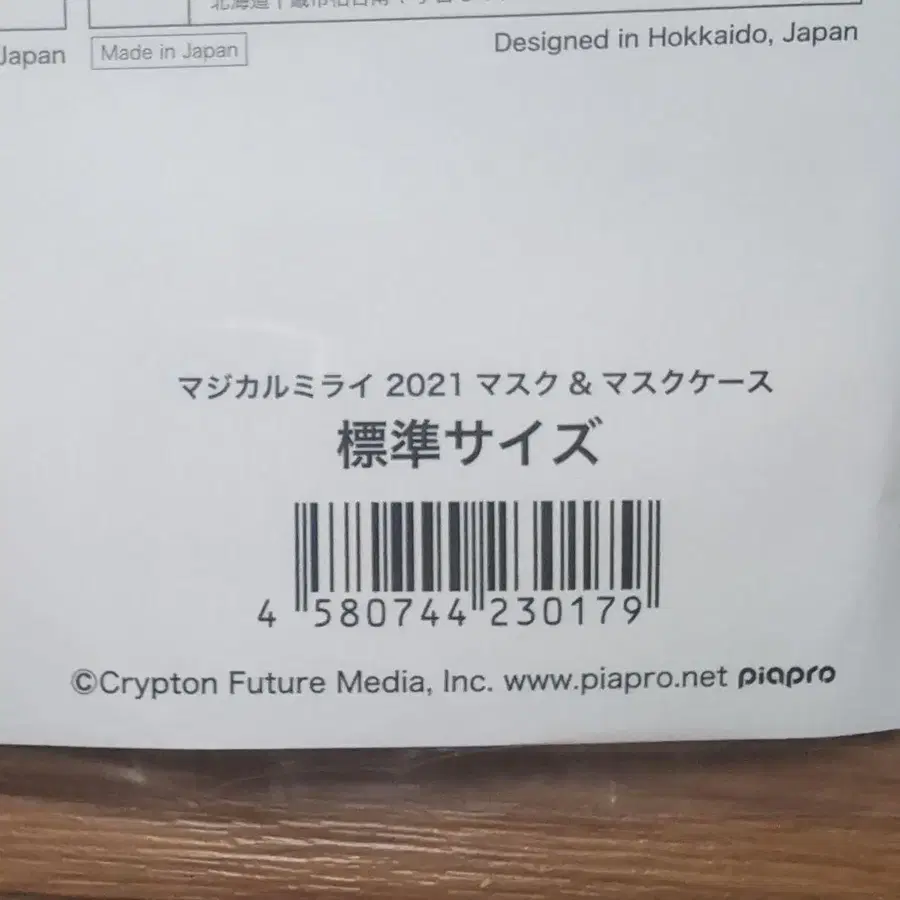 Japan
Made in Japan
Designed in Hokkaido, Japan
マジカルミライ 2021 マスク & マスクケース
標準サイズ
4 580744 230179
©Crypton Future Media, Inc. www.piapro.net piapro